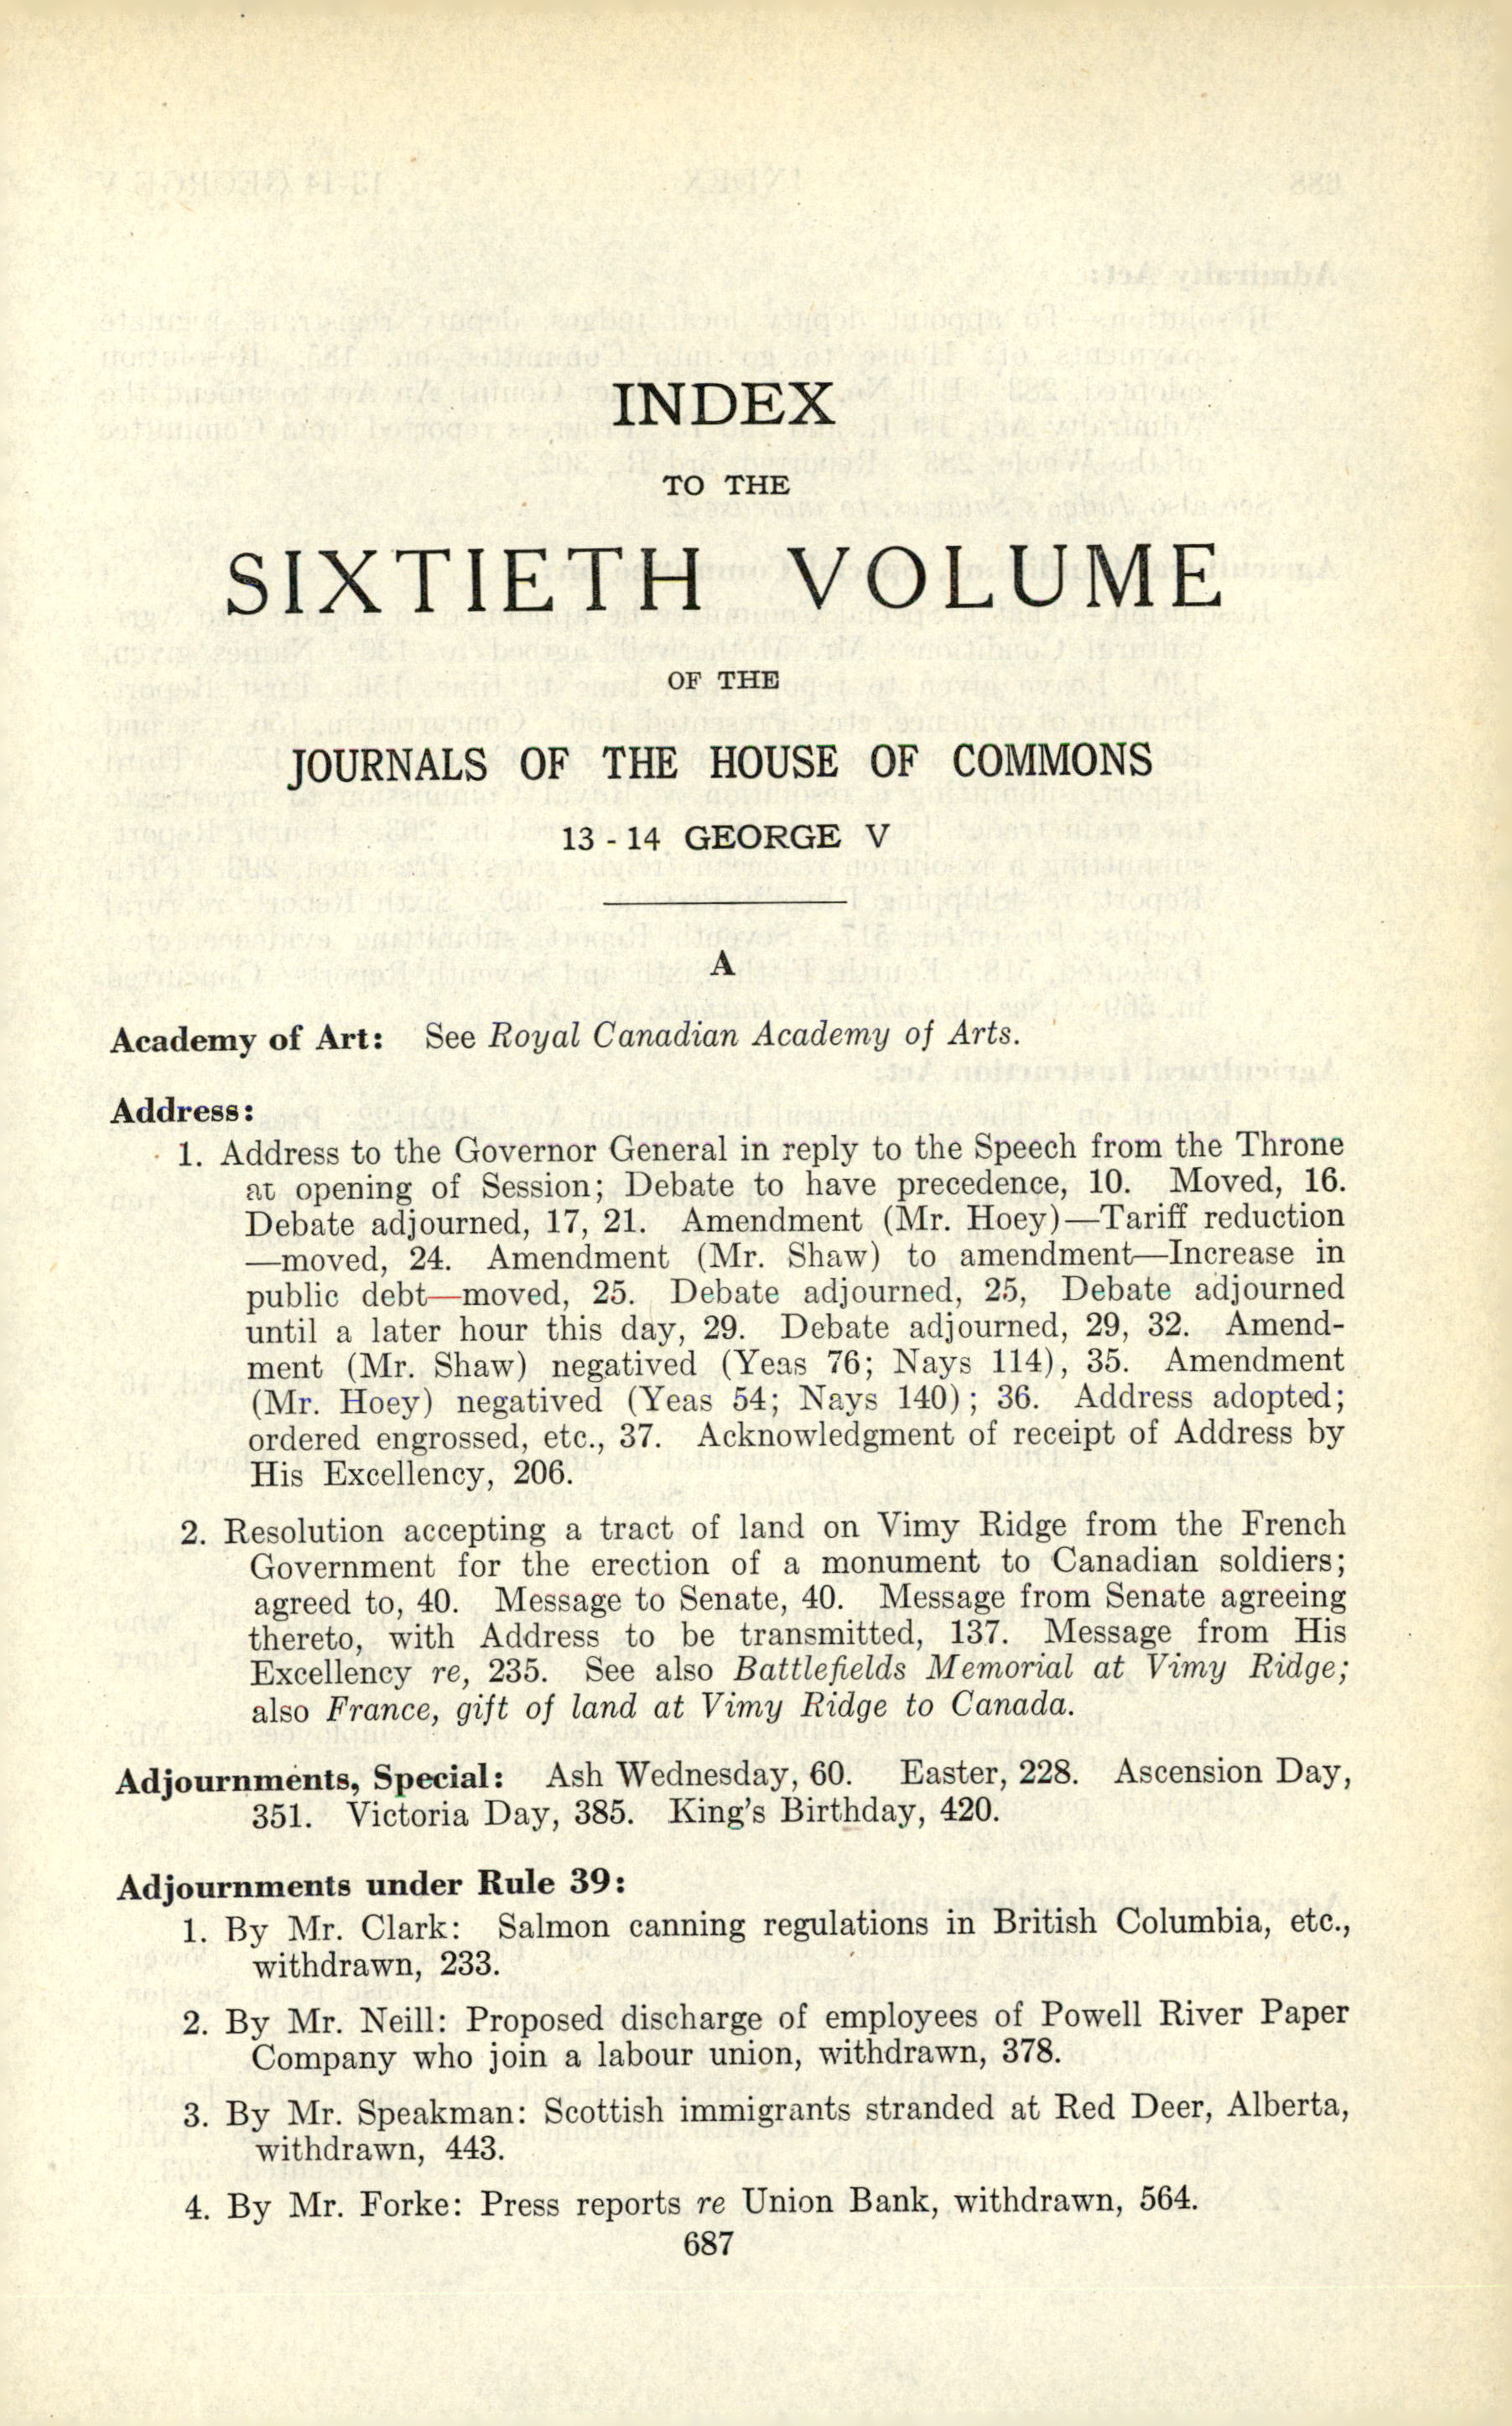 INDEX
TO THE
SIXTIETH VOLUME
OF THE
JOURNALS OF THE HOUSE OF COMMONS
13 - 14 GEORGE V
A
Academy of Art: See Royal Canadian Academy of Arts.
Address:
1. Address to the Governor General in reply to the Speech from the Throne
at opening of Session; Debate to have precedence, 10. Moved, 16.
Debate adjourned, 17, 21. Amendment (Mr. Hoey)—Tariff reduction
—moved, 24. Amendment (Mr. Shaw) to amendment—Increase in
public debt—moved, 25. Debate adjourned, 25, Debate adjourned
until a later hour this day, 29. Debate adjourned, 29, 32. Amend-
ment (Mr. Shaw) negatived (Yeas 76; Nays 114), 35. Amendment
(Mr. Hoey) negatived (Yeas 54; Nays 140); 36. Address adopted;
ordered engrossed, etc., 37. Acknowledgment of receipt of Address by
His Excellency, 206.
2. Resolution accepting a tract of land on Vimy Ridge from the French
Government for the erection of a monument to Canadian soldiers;
agreed to, 40. Message to Senate, 40. Message from Senate agreeing
thereto, with Address to be transmitted, 137. Message from His
Excellency re, 235. See also Battlefields Memorial at Vimy Ridge;
also France, gift of land at Vimy Ridge to Canada.
Adjournments, Special: Ash Wednesday, 60. Easter, 228. Ascension Day,
351. Victoria Day, 385. King's Birthday, 420.
Adjournments under Rule 39:
1. By Mr. Clark: Salmon canning regulations in British Columbia, etc.,
withdrawn, 233.
2. By Mr. Neill: Proposed discharge of employees of Powell River Paper
Company who join a labour union, withdrawn, 378.
3. By Mr. Speakman: Scottish immigrants stranded at Red Deer, Alberta,
withdrawn, 443.
4. By Mr. Forke: Press reports re Union Bank, withdrawn, 564.
687